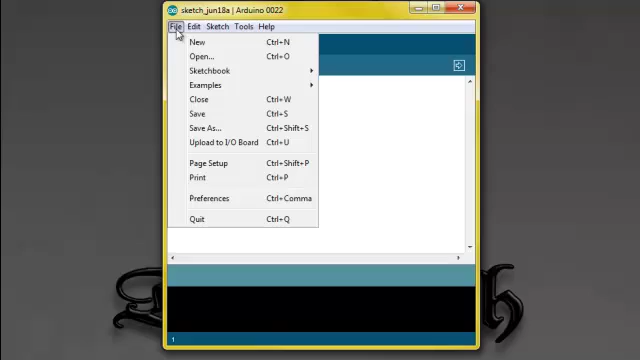 sketch_jun18a | Arduino 0022
File Edit Sketch Tools Help
New Ctrl+N
Open... Ctrl+O
Sketchbook
Examples
Close Ctrl+W
Save Ctrl+S
Save As... Ctrl+Shift+S
Upload to I/O Board Ctrl+U
Page Setup Ctrl+Shift+P
Print Ctrl+P
Preferences Ctrl+Comma
Quit Ctrl+Q
1